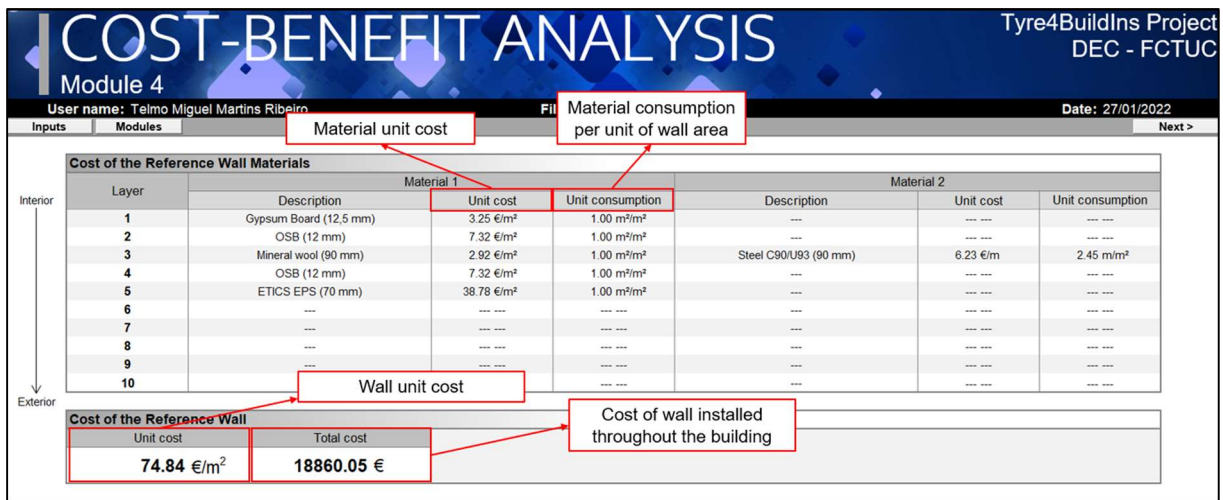 COST-BENEFIT ANALYSIS
Tyre4BuildIns Project
DEC - FCTUC
Module 4
User name: Telmo Miguel Martins Ribeiro
Date: 27/01/2022
Inputs Modules Next >
Material unit cost
Material consumption
per unit of wall area
Cost of the Reference Wall Materials
Layer Material 1 Material 2
Description Unit cost Unit consumption Description Unit cost Unit consumption
Interior
1 Gypsum Board (12,5 mm) 3.25 €/m² 1.00 m²/m² --- --- --- --- ---
2 OSB (12 mm) 7.32 €/m² 1.00 m²/m² --- --- --- --- ---
3 Mineral wool (90 mm) 2.92 €/m² 1.00 m²/m² Steel C90/U93 (90 mm) 6.23 €/m 2.45 m/m²
4 OSB (12 mm) 7.32 €/m² 1.00 m²/m² --- --- --- --- ---
5 ETICS EPS (70 mm) 38.78 €/m² 1.00 m²/m² --- --- --- --- ---
6 --- --- --- --- --- --- --- --- --- ---
7 --- --- --- --- --- --- --- --- --- ---
8 --- --- --- --- --- --- --- --- --- ---
9 --- --- --- --- --- --- --- --- --- ---
10 --- --- --- --- --- --- ---
Exterior
Wall unit cost
Cost of wall installed
throughout the building
Cost of the Reference Wall
Unit cost Total cost
74.84 €/m² 18860.05 €